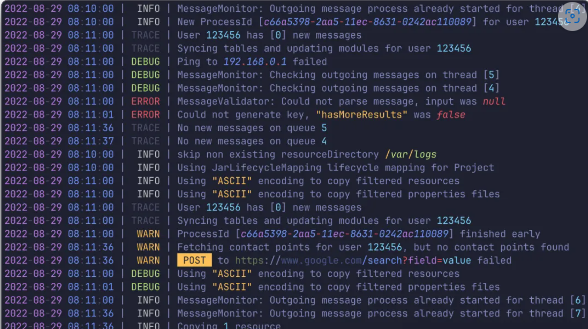 2022-08-29 08:10:00 | INFO | MessageMonitor: Outgoing message process already started for thread [6]
2022-08-29 08:10:00 | INFO | New ProcessId [c66a5398-2aa5-11ec-8631-0242ac110089] for user 123456
2022-08-29 08:11:00 | TRACE | User 123456 has [0] new messages
2022-08-29 08:11:00 | TRACE | Syncing tables and updating modules for user 123456
2022-08-29 08:11:00 | DEBUG | Ping to 192.168.0.1 failed
2022-08-29 08:11:00 | DEBUG | MessageMonitor: Checking outgoing messages on thread [5]
2022-08-29 08:11:00 | DEBUG | MessageMonitor: Checking outgoing messages on thread [4]
2022-08-29 08:11:00 | ERROR | MessageValidator: Could not parse message, input was null
2022-08-29 08:11:01 | ERROR | Could not generate key, "hasMoreResults" was false
2022-08-29 08:11:36 | TRACE | No new messages on queue 5
2022-08-29 08:11:37 | TRACE | No new messages on queue 4
2022-08-29 08:10:00 | INFO | skip non existing resourceDirectory /var/logs
2022-08-29 08:10:00 | INFO | Using JarLifecycleMapping lifecycle mapping for Project
2022-08-29 08:11:00 | INFO | Using "ASCII" encoding to copy filtered resources
2022-08-29 08:11:00 | INFO | Using "ASCII" encoding to copy filtered properties files
2022-08-29 08:11:00 | TRACE | User 123456 has [0] new messages
2022-08-29 08:11:00 | TRACE | Syncing tables and updating modules for user 123456
2022-08-29 08:11:00 | WARN | ProcessId [c66a5398-2aa5-11ec-8631-0242ac110089] finished early
2022-08-29 08:11:36 | WARN | Fetching contact points for user 123456, but no contact points found
2022-08-29 08:11:36 | WARN | POST to https://www.google.com/search?field=value failed
2022-08-29 08:11:00 | DEBUG | Using "ASCII" encoding to copy filtered resources
2022-08-29 08:11:01 | DEBUG | Using "ASCII" encoding to copy filtered properties files
2022-08-29 08:11:36 | INFO | MessageMonitor: Outgoing message process already started for thread [6]
2022-08-29 08:11:36 | INFO | MessageMonitor: Outgoing message process already started for thread [7]
2022-08-29 08:11:36 | INFO | Copying 1 resource